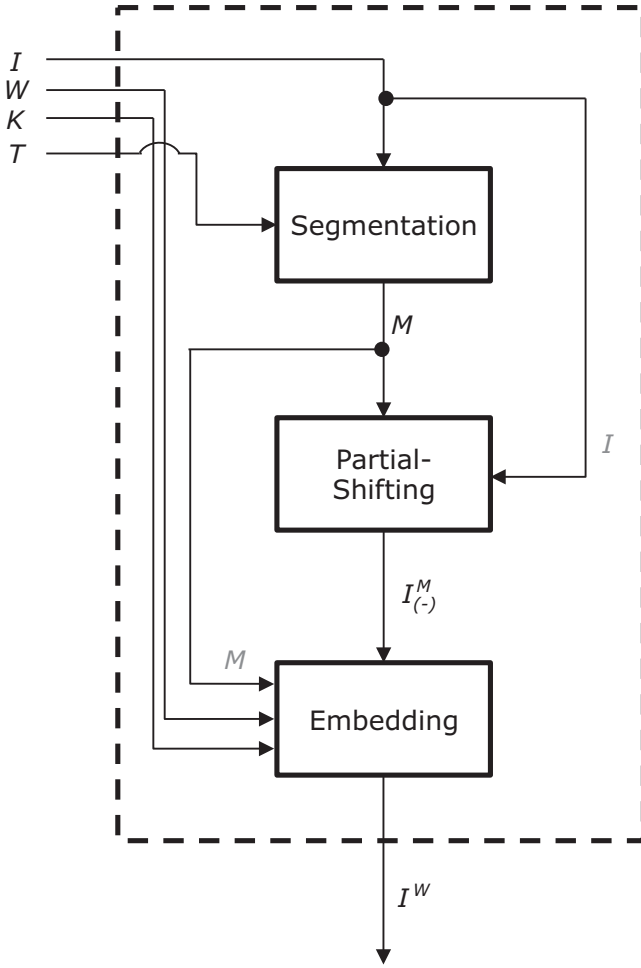 I
W
K
T
Segmentation
M
Partial-
Shifting
I
I^M_(-)
M
Embedding
I^W